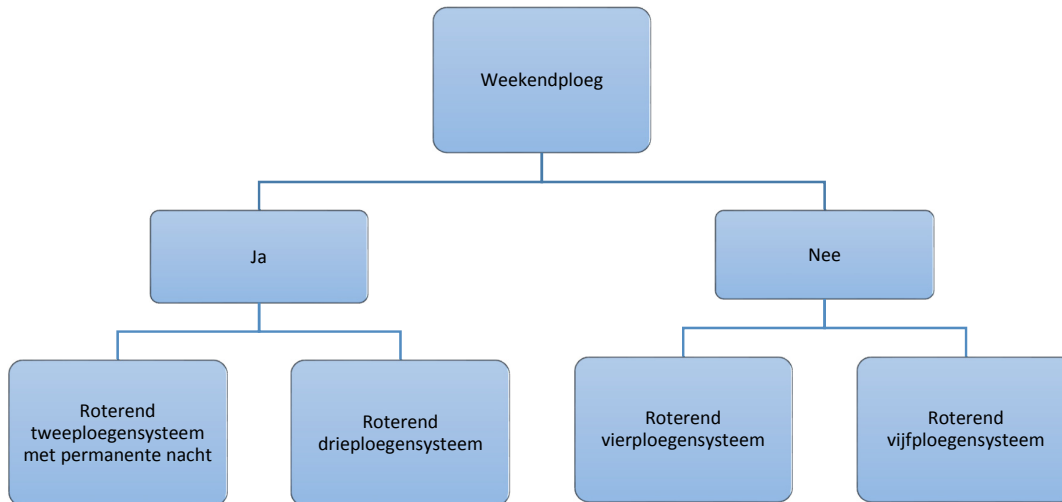 Weekendploeg
Ja
Nee
Roterend
tweeploegensysteem
met permanente nacht
Roterend
drieploegensysteem
Roterend
vierploegensysteem
Roterend
vijfploegensysteem